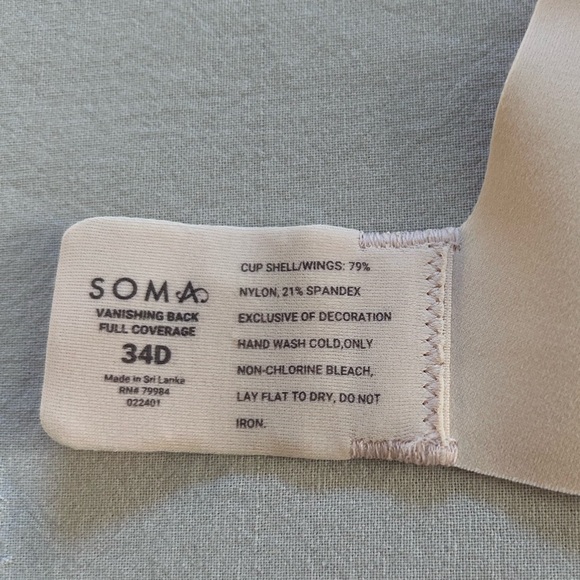 SOMA
VANISHING BACK
FULL COVERAGE
34D
Made in Sri Lanka
RN# 79984
022401
CUP SHELL/WINGS: 79%
NYLON, 21% SPANDEX
EXCLUSIVE OF DECORATION
HAND WASH COLD,ONLY
NON-CHLORINE BLEACH,
LAY FLAT TO DRY, DO NOT
IRON.